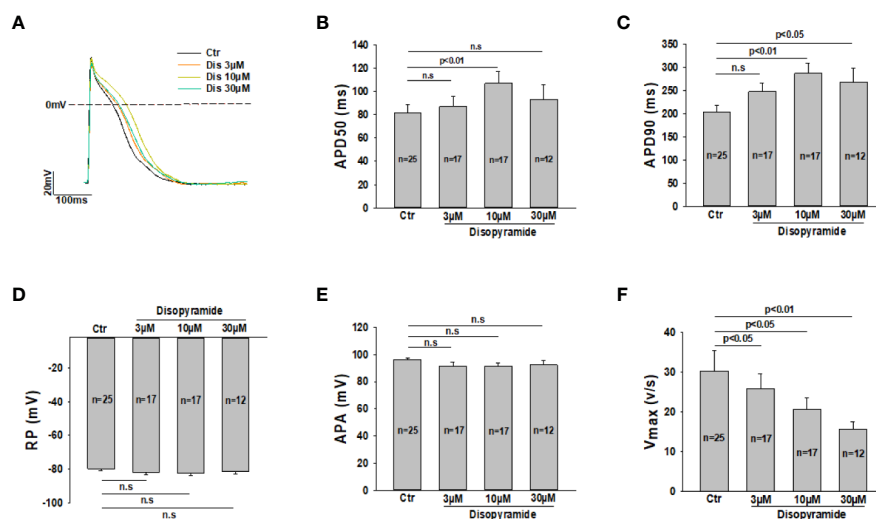 A
Ctr
Dis 3µM
Dis 10µM
Dis 30µM
0mV
20mV
100ms
B
n.s
p<0.01
n.s
APD50 (ms)
140
120
100
80
60
40
20
0
n=25
n=17
n=17
n=12
Ctr
3µM
10µM
30µM
Disopyramide
C
p<0.05
p<0.01
n.s
APD90 (ms)
350
300
250
200
150
100
50
0
n=25
n=17
n=17
n=12
Ctr
3µM
10µM
30µM
Disopyramide
D
Disopyramide
Ctr
3µM
10µM
30µM
RP (mV)
-20
-40
-60
-80
-100
n=25
n=17
n=17
n=12
n.s
n.s
n.s
E
n.s
n.s
n.s
APA (mV)
120
100
80
60
40
20
0
n=25
n=17
n=17
n=12
Ctr
3µM
10µM
30µM
Disopyramide
F
p<0.01
p<0.05
p<0.05
Vmax (v/s)
40
30
20
10
0
n=25
n=17
n=17
n=12
Ctr
3µM
10µM
30µM
Disopyramide